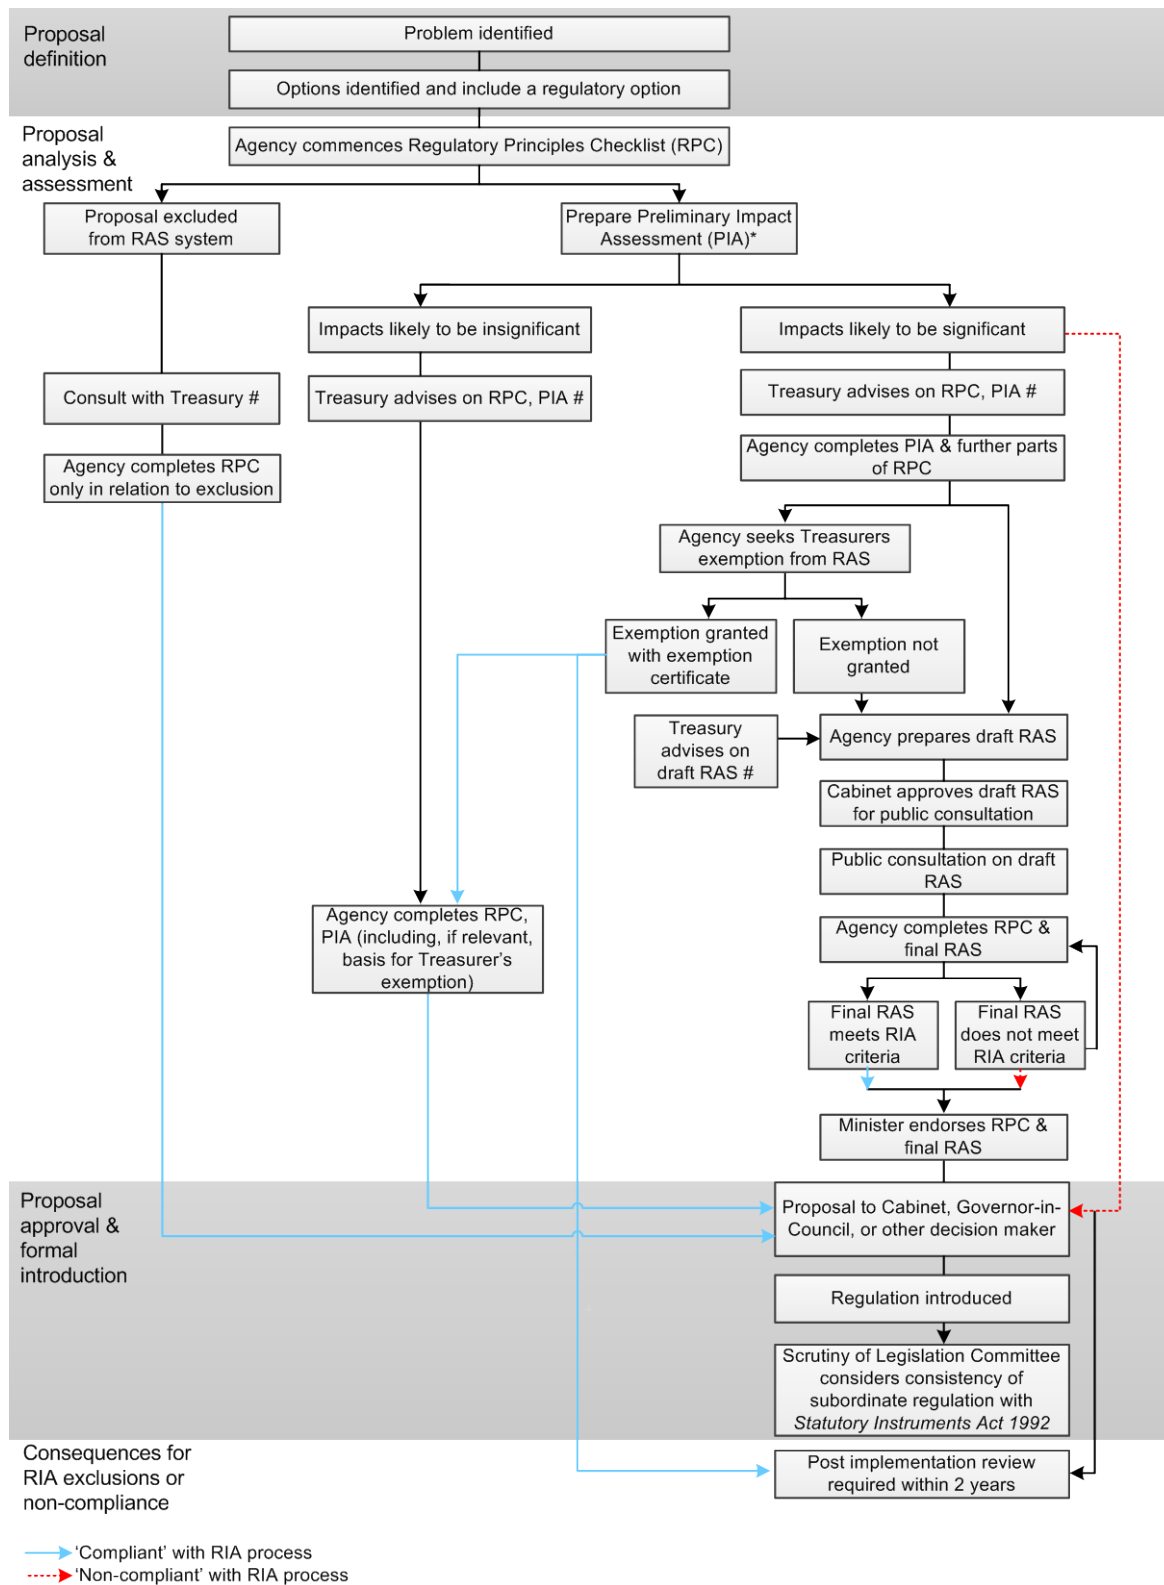 Proposal
definition
Problem identified
Options identified and include a regulatory option
Proposal
analysis &
assessment
Agency commences Regulatory Principles Checklist (RPC)
Proposal excluded
from RAS system
Prepare Preliminary Impact
Assessment (PIA)*
Impacts likely to be insignificant
Impacts likely to be significant
Consult with Treasury #
Treasury advises on RPC, PIA #
Treasury advises on RPC, PIA #
Agency completes RPC
only in relation to exclusion
Agency completes PIA & further parts
of RPC
Agency seeks Treasurers
exemption from RAS
Exemption granted
with exemption
certificate
Exemption not
granted
Treasury
advises on
draft RAS #
Agency prepares draft RAS
Cabinet approves draft RAS
for public consultation
Public consultation on draft
RAS
Agency completes RPC,
PIA (including, if relevant,
basis for Treasurer's
exemption)
Agency completes RPC &
final RAS
Final RAS
meets RIA
criteria
Final RAS
does not meet
RIA criteria
Minister endorses RPC &
final RAS
Proposal
approval &
formal
introduction
Proposal to Cabinet, Governor-in-
Council, or other decision maker
Regulation introduced
Scrutiny of Legislation Committee
considers consistency of
subordinate regulation with
Statutory Instruments Act 1992
Consequences for
RIA exclusions or
non-compliance
Post implementation review
required within 2 years
'Compliant' with RIA process
'Non-compliant' with RIA process